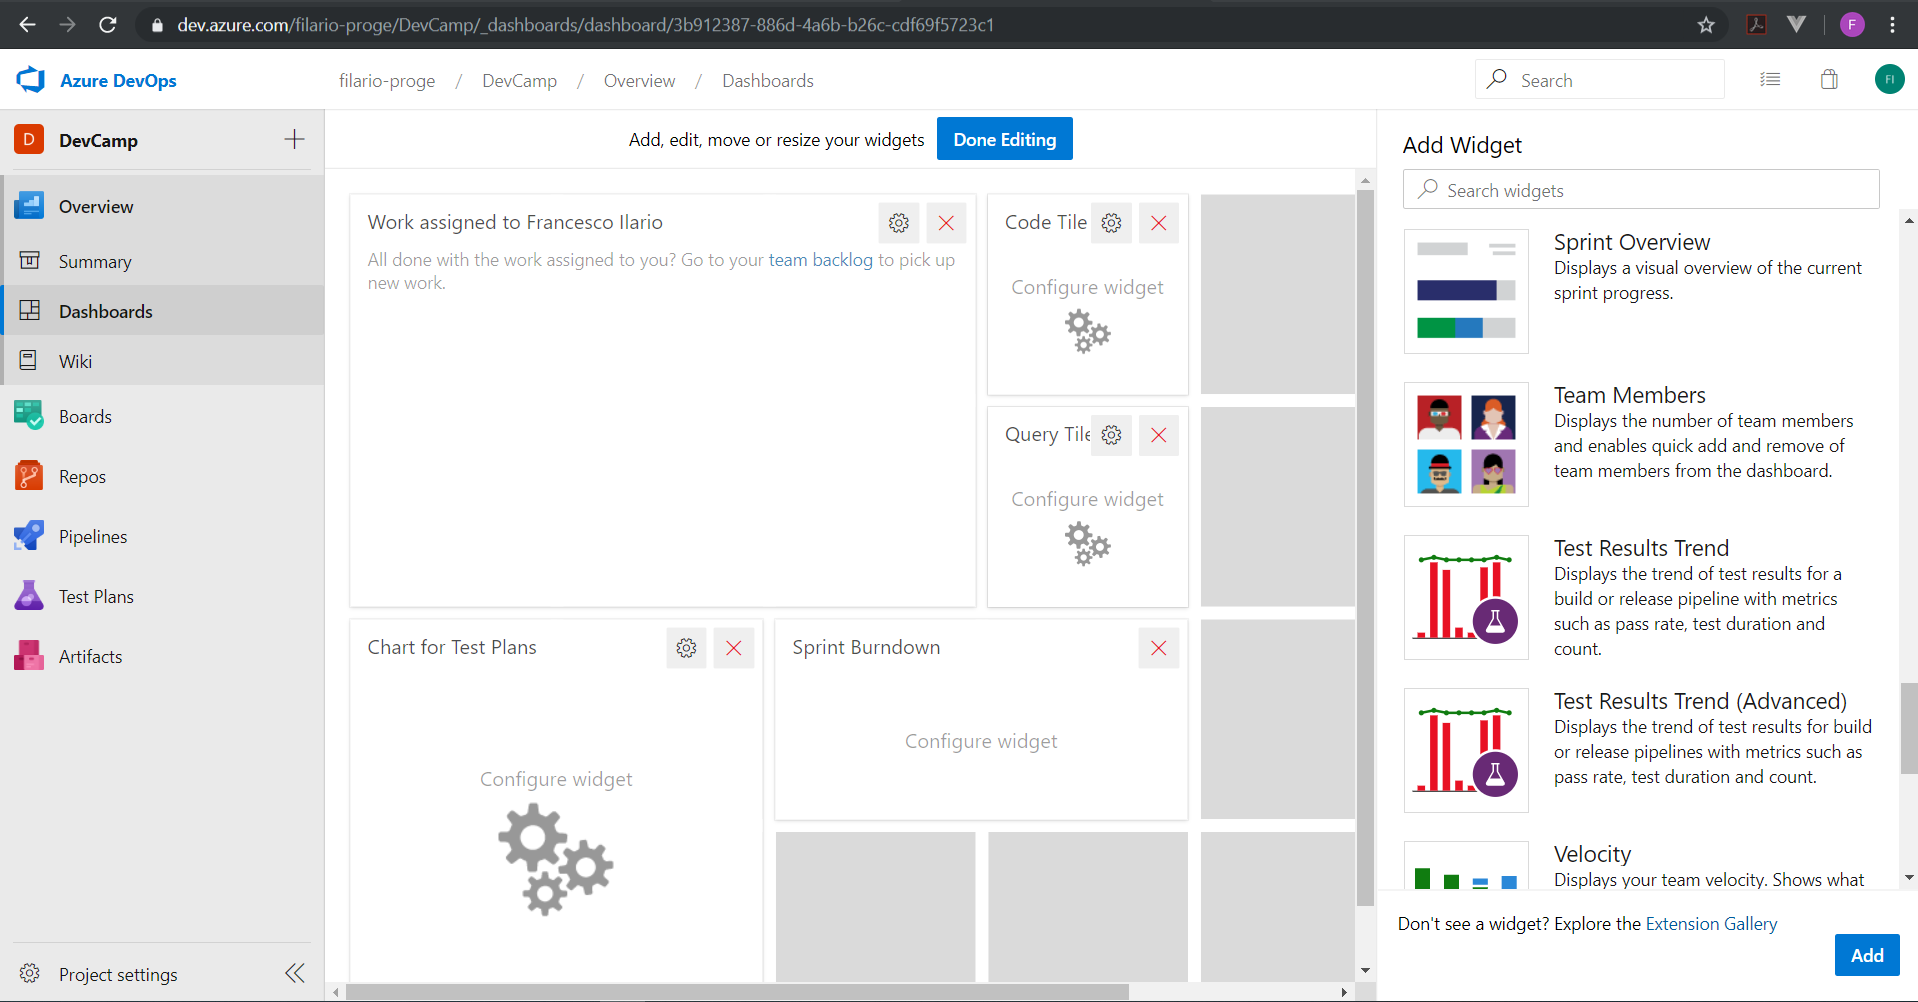 dev.azure.com/filario-proge/DevCamp/_dashboards/dashboard/3b912387-886d-4a6b-b26c-cdf69f5723c1
F
Azure DevOps
filario-proge / DevCamp / Overview / Dashboards
Search
FI
D
DevCamp
Overview
Summary
Dashboards
Wiki
Boards
Repos
Pipelines
Test Plans
Artifacts
Project settings
Add, edit, move or resize your widgets
Done Editing
Work assigned to Francesco Ilario
All done with the work assigned to you? Go to your team backlog to pick up
new work.
Code Tile
Configure widget
Query Tile
Configure widget
Chart for Test Plans
Configure widget
Sprint Burndown
Configure widget
Add Widget
Search widgets
Sprint Overview
Displays a visual overview of the current
sprint progress.
Team Members
Displays the number of team members
and enables quick add and remove of
team members from the dashboard.
Test Results Trend
Displays the trend of test results for a
build or release pipeline with metrics
such as pass rate, test duration and
count.
Test Results Trend (Advanced)
Displays the trend of test results for build
or release pipelines with metrics such as
pass rate, test duration and count.
Velocity
Displays your team velocity. Shows what
Don't see a widget? Explore the Extension Gallery
Add